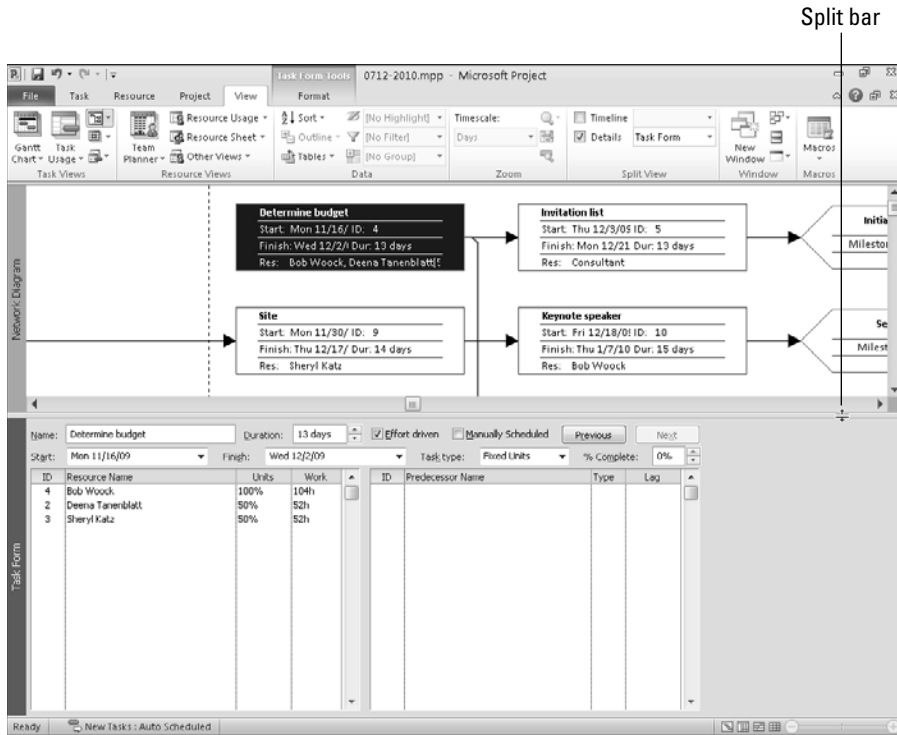 Split bar
Task Form Tools 0712-2010.mpp - Microsoft Project
File Task Resource Project View Format
Gantt Chart
Task Usage
Team Planner
Resource Usage
Resource Sheet
Other Views
Sort
Outline
Tables
[No Highlight]
[No Filter]
[No Group]
Timescale:
Days
Timeline
Details Task Form
New Window
Macros
Task Views Resource Views Data Zoom Split View Window Macros
Network Diagram
Determine budget
Start: Mon 11/16/ ID: 4
Finish: Wed 12/2/ Dur: 13 days
Res: Bob Woock, Deena Tanenblatt[5
Invitation list
Start: Thu 12/3/09 ID: 5
Finish: Mon 12/21 Dur: 13 days
Res: Consultant
Initia
Milestor
Site
Start: Mon 11/30/ ID: 9
Finish: Thu 12/17/ Dur: 14 days
Res: Sheryl Katz
Keynote speaker
Start: Fri 12/18/0 ID: 10
Finish: Thu 1/7/10 Dur: 15 days
Res: Bob Woock
Se
Milest
Task Form
Name: Determine budget Duration: 13 days Effort driven Manually Scheduled Previous Next
Start: Mon 11/16/09 Finish: Wed 12/2/09 Task type: Fixed Units % Complete: 0%
ID Resource Name Units Work ID Predecessor Name Type Lag
4 Bob Woock 100% 104h
2 Deena Tanenblatt 50% 52h
3 Sheryl Katz 50% 52h
Ready New Tasks : Auto Scheduled